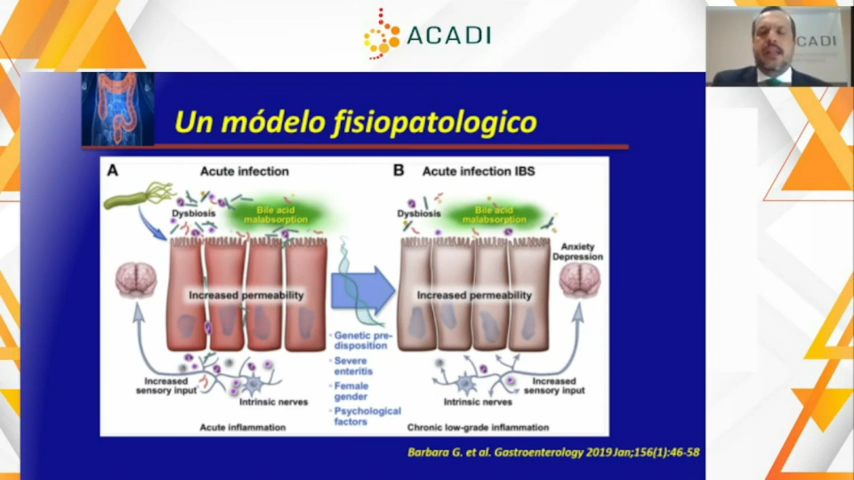 ACADI
CADI
Un módelo fisiopatologico
A
Acute infection
Dysbiosis
Bile acid
malabsorption
Increased permeability
Increased
sensory input
Intrinsic nerves
Acute inflammation
• Genetic pre-
disposition
• Severe
enteritis
• Female
gender
• Psychological
factors
B
Acute infection IBS
Dysbiosis
Bile acid
malabsorption
Anxiety
Depression
Increased permeability
Increased
sensory input
Intrinsic nerves
Chronic low-grade inflammation
Barbara G. et al. Gastroenterology 2019 Jan;156(1):46-58